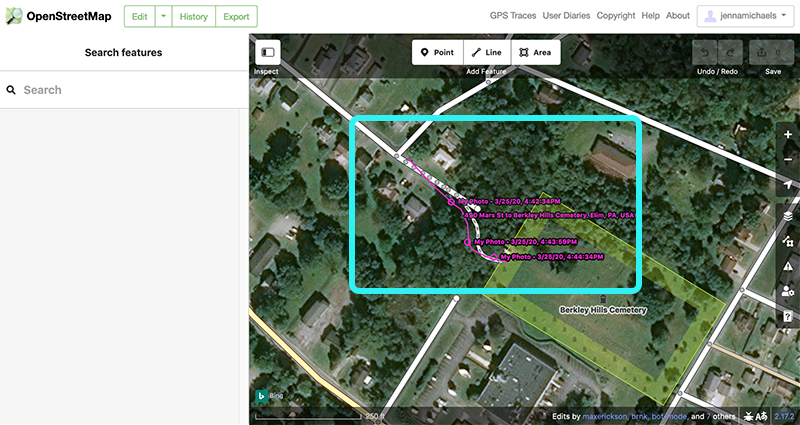 OpenStreetMap
Edit
History
Export
GPS Traces
User Diaries
Copyright
Help
About
jennamichaels
Search features
Search
Inspect
Point
Line
Area
Add Feature
Undo / Redo
0
Save
My Photo - 3/25/20, 4:42:34PM
450 Mars St to Berkley Hills Cemetery, Elim, PA, USA
My Photo - 3/25/20, 4:43:59PM
My Photo - 3/25/20, 4:44:34PM
Berkley Hills Cemetery
Bing
250 ft
Edits by maxerickson, brnk, bot-mode, and 7 others
2.17.2